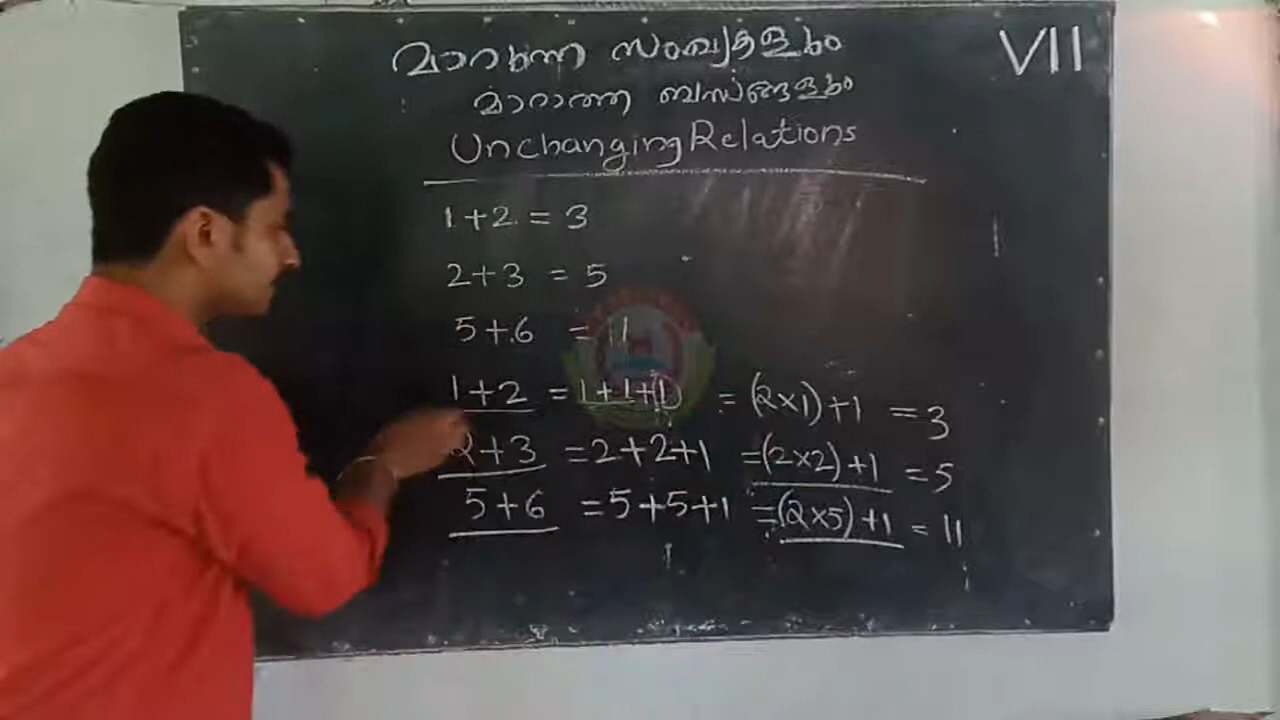 VII
മാറുന്ന സംഖ്യകളും
മാറാത്ത ബന്ധങ്ങളും
Unchanging Relations
1+2 = 3
2+3 = 5
5+6 = 11
1+2 = 1+1+1 = (2×1)+1 = 3
2+3 = 2+2+1 = (2×2)+1 = 5
5+6 = 5+5+1 = (2×5)+1 = 11